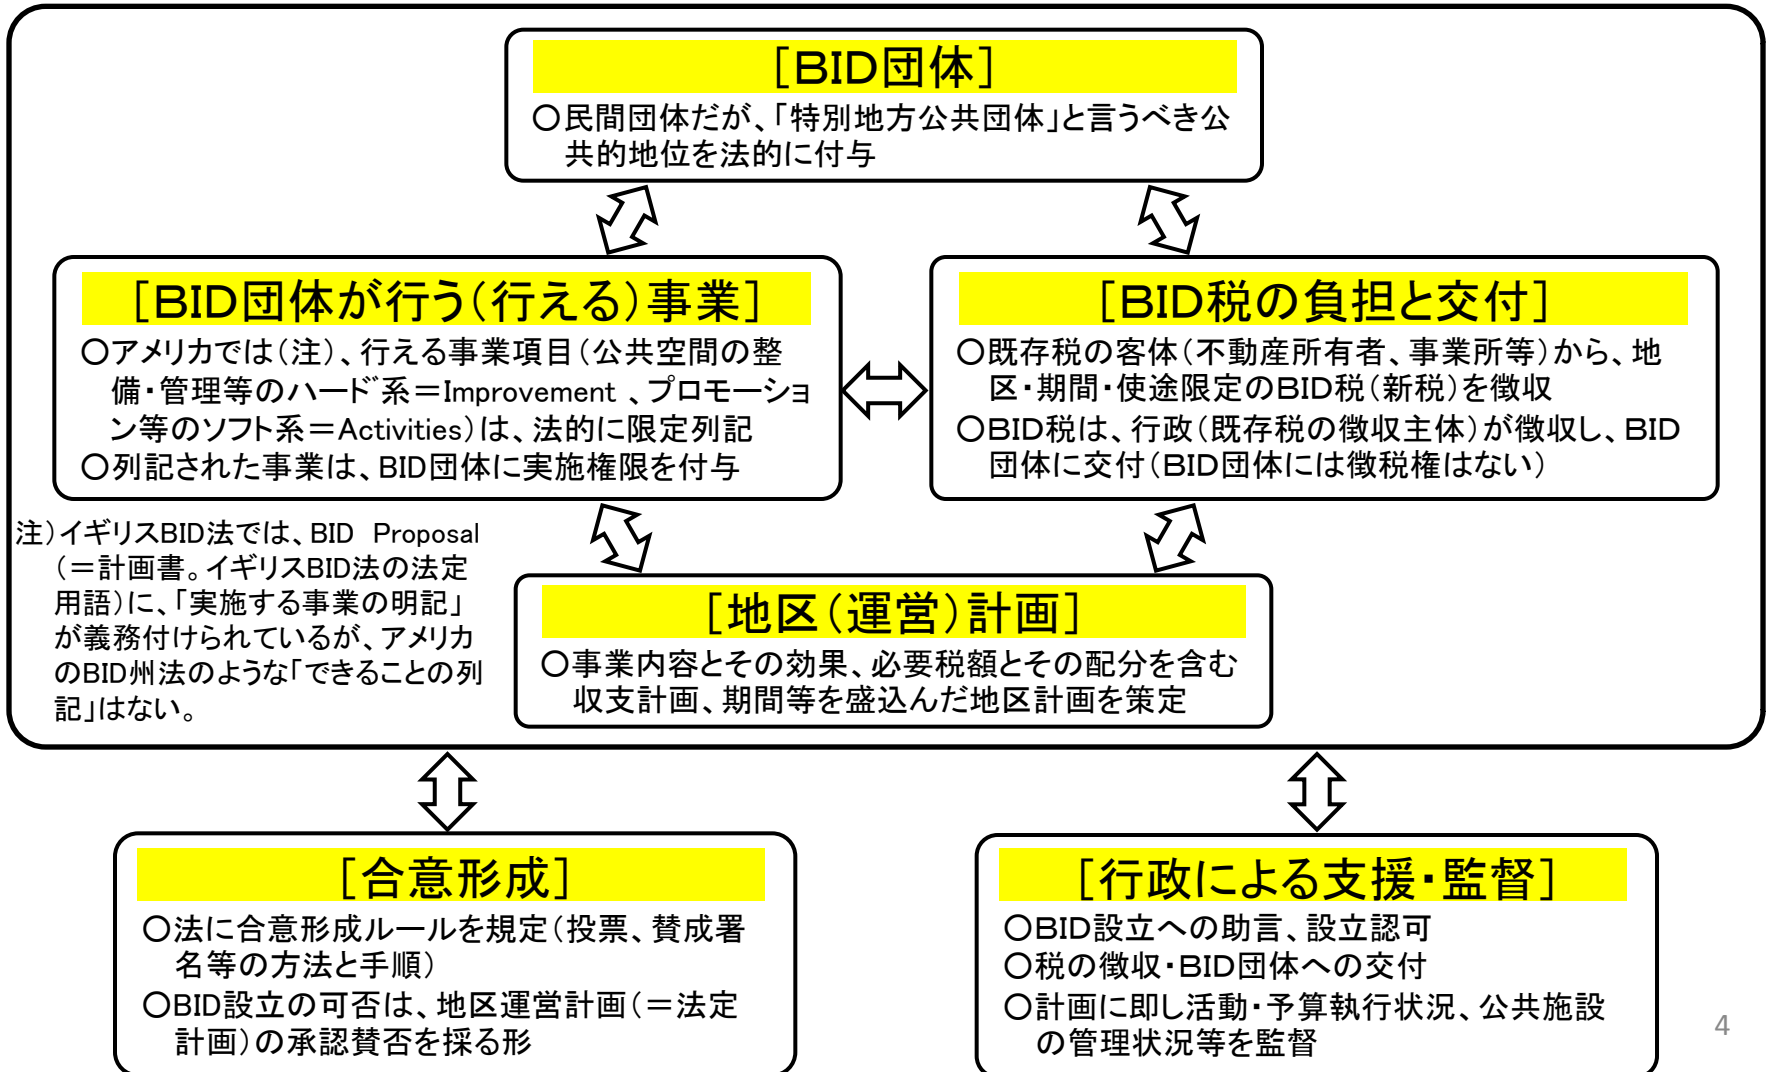 [BID団体]
○民間団体だが、「特別地方公共団体」と言うべき公
共的地位を法的に付与
[BID団体が行う(行える)事業]
○アメリカでは(注)、行える事業項目(公共空間の整
備・管理等のハード系=Improvement 、プロモーショ
ン等のソフト系=Activities)は、法的に限定列記
○列記された事業は、BID団体に実施権限を付与
[BID税の負担と交付]
○既存税の客体(不動産所有者、事業所等)から、地
区・期間・使途限定のBID税(新税)を徴収
○BID税は、行政(既存税の徴収主体)が徴収し、BID
団体に交付(BID団体には徴税権はない)
注)イギリスBID法では、BID Proposal
(=計画書。イギリスBID法の法定
用語)に、「実施する事業の明記」
が義務付けられているが、アメリカ
のBID州法のような「できることの列
記」はない。
[地区(運営)計画]
○事業内容とその効果、必要税額とその配分を含む
収支計画、期間等を盛込んだ地区計画を策定
[合意形成]
○法に合意形成ルールを規定(投票、賛成署
名等の方法と手順)
○BID設立の可否は、地区運営計画(=法定
計画)の承認賛否を採る形
[行政による支援・監督]
○BID設立への助言、設立認可
○税の徴収・BID団体への交付
○計画に即し活動・予算執行状況、公共施設
の管理状況等を監督
4